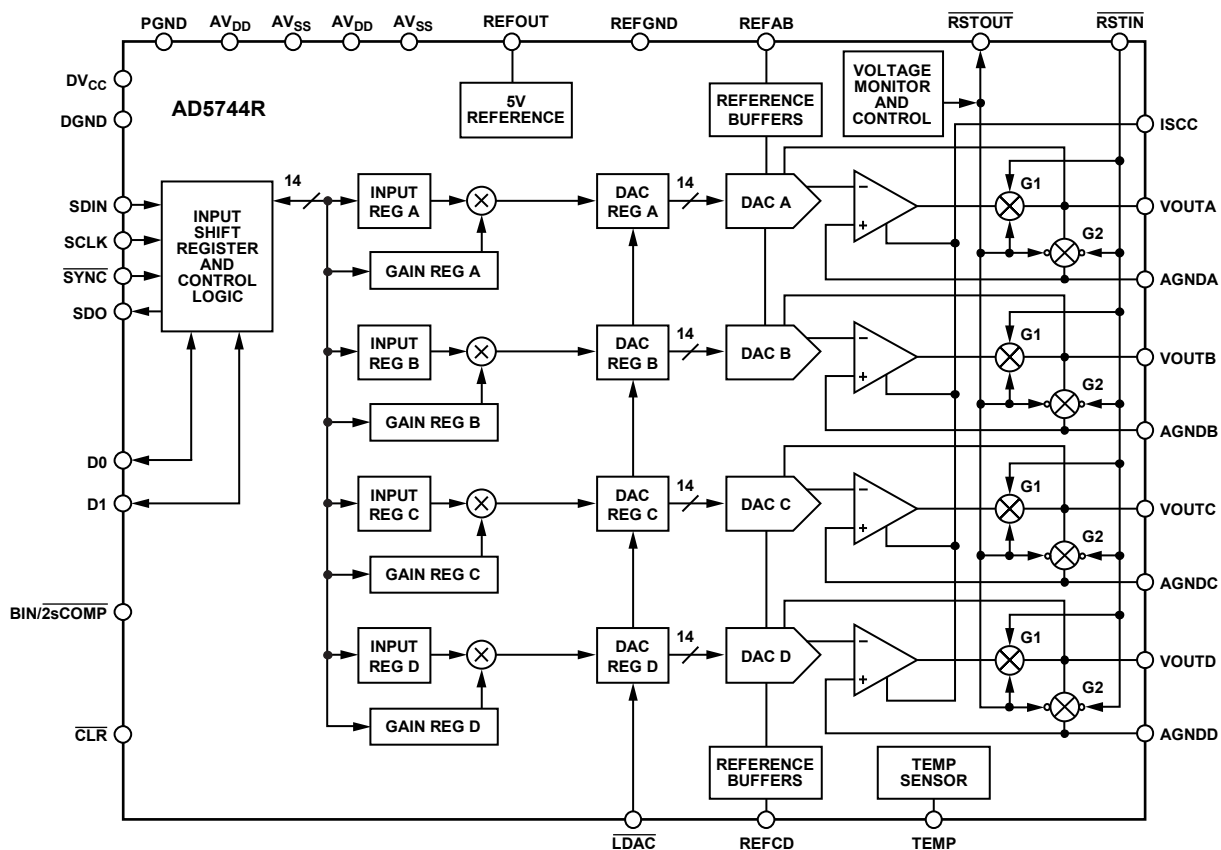 PGND AVDD AVSS AVDD AVSS REFOUT REFGND REFAB RSTOUT RSTIN
DVCC
DGND
AD5744R
5V
REFERENCE
REFERENCE
BUFFERS
VOLTAGE
MONITOR
AND
CONTROL
ISCC
SDIN
SCLK
SYNC
SDO
INPUT
SHIFT
REGISTER
AND
CONTROL
LOGIC
14
INPUT
REG A
GAIN REG A
DAC
REG A
14
DAC A
G1
G2
VOUTA
AGNDA
INPUT
REG B
GAIN REG B
DAC
REG B
14
DAC B
G1
G2
VOUTB
AGNDB
D0
D1
INPUT
REG C
GAIN REG C
DAC
REG C
14
DAC C
G1
G2
VOUTC
AGNDC
BIN/2sCOMP
INPUT
REG D
GAIN REG D
DAC
REG D
14
DAC D
G1
G2
VOUTD
AGNDD
CLR
REFERENCE
BUFFERS
TEMP
SENSOR
LDAC REFCD TEMP